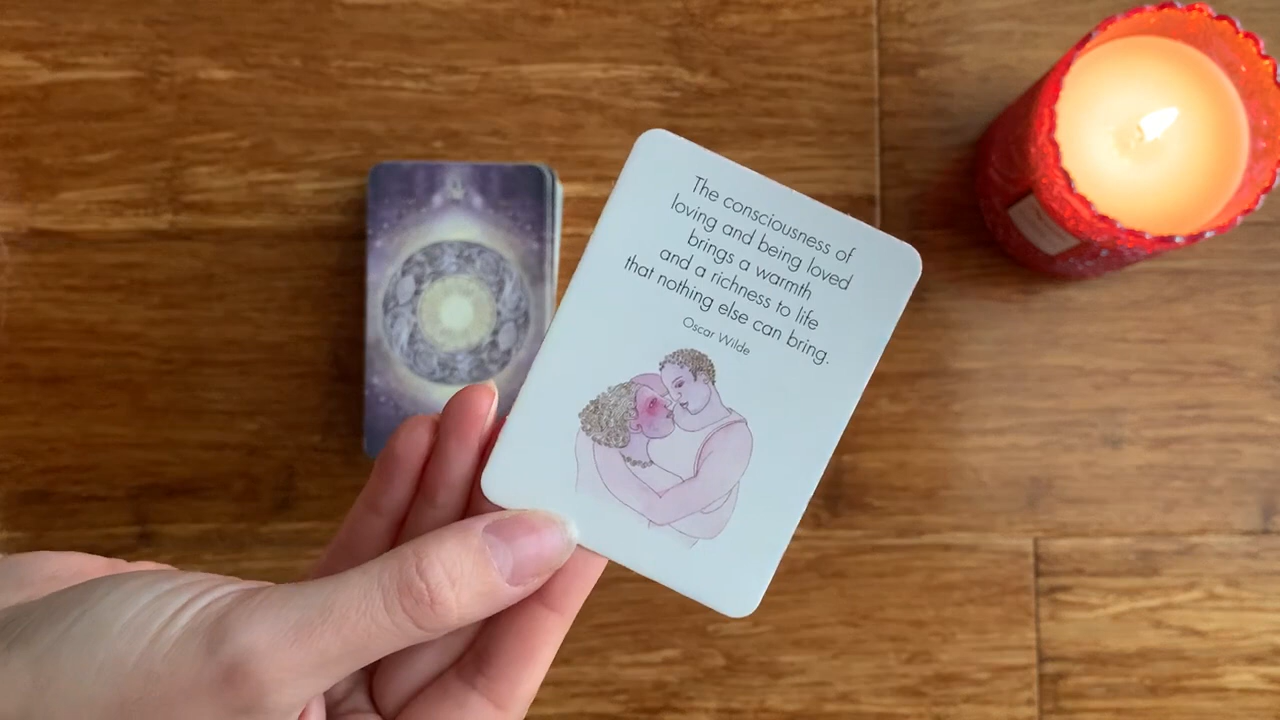 The consciousness of
loving and being loved
brings a warmth
and a richness to life
that nothing else can bring.
Oscar Wilde